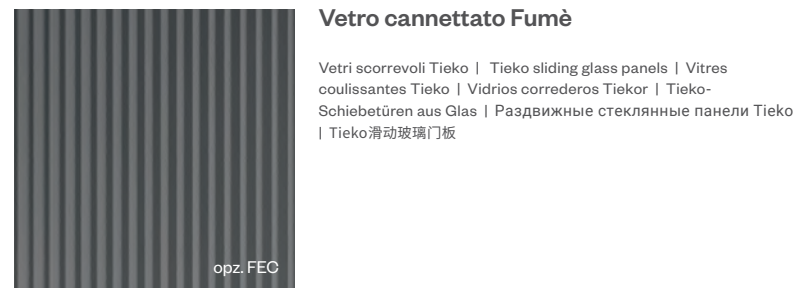 Vetro cannettato Fumè
Vetri scorrevoli Tieko | Tieko sliding glass panels | Vitres
coulissantes Tieko | Vidrios correderos Tiekor | Tieko-
Schiebetüren aus Glas | Раздвижные стеклянные панели Tieko
| Tieko滑动玻璃门板
opz. FEC